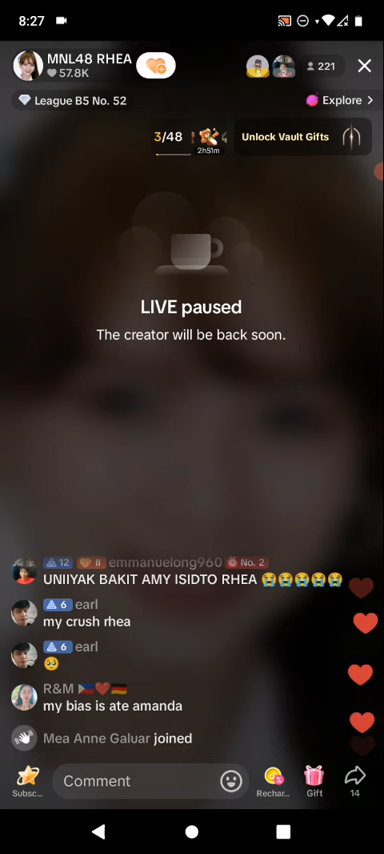 8:27
MNL48 RHEA
57.8K
221
League B5 No. 52
Explore >
3/48
2h51m
Unlock Vault Gifts
LIVE paused
The creator will be back soon.
12 II emmanuelong960 No. 2
UNIIYAK BAKIT AMY ISIDTO RHEA 😭😭😭😭😭
6 earl
my crush rhea
6 earl
🥺
R&M 🇵🇭❤️🇩🇪
my bias is ate amanda
Mea Anne Galuar joined
Subsc...
Comment
Rechar...
Gift
14